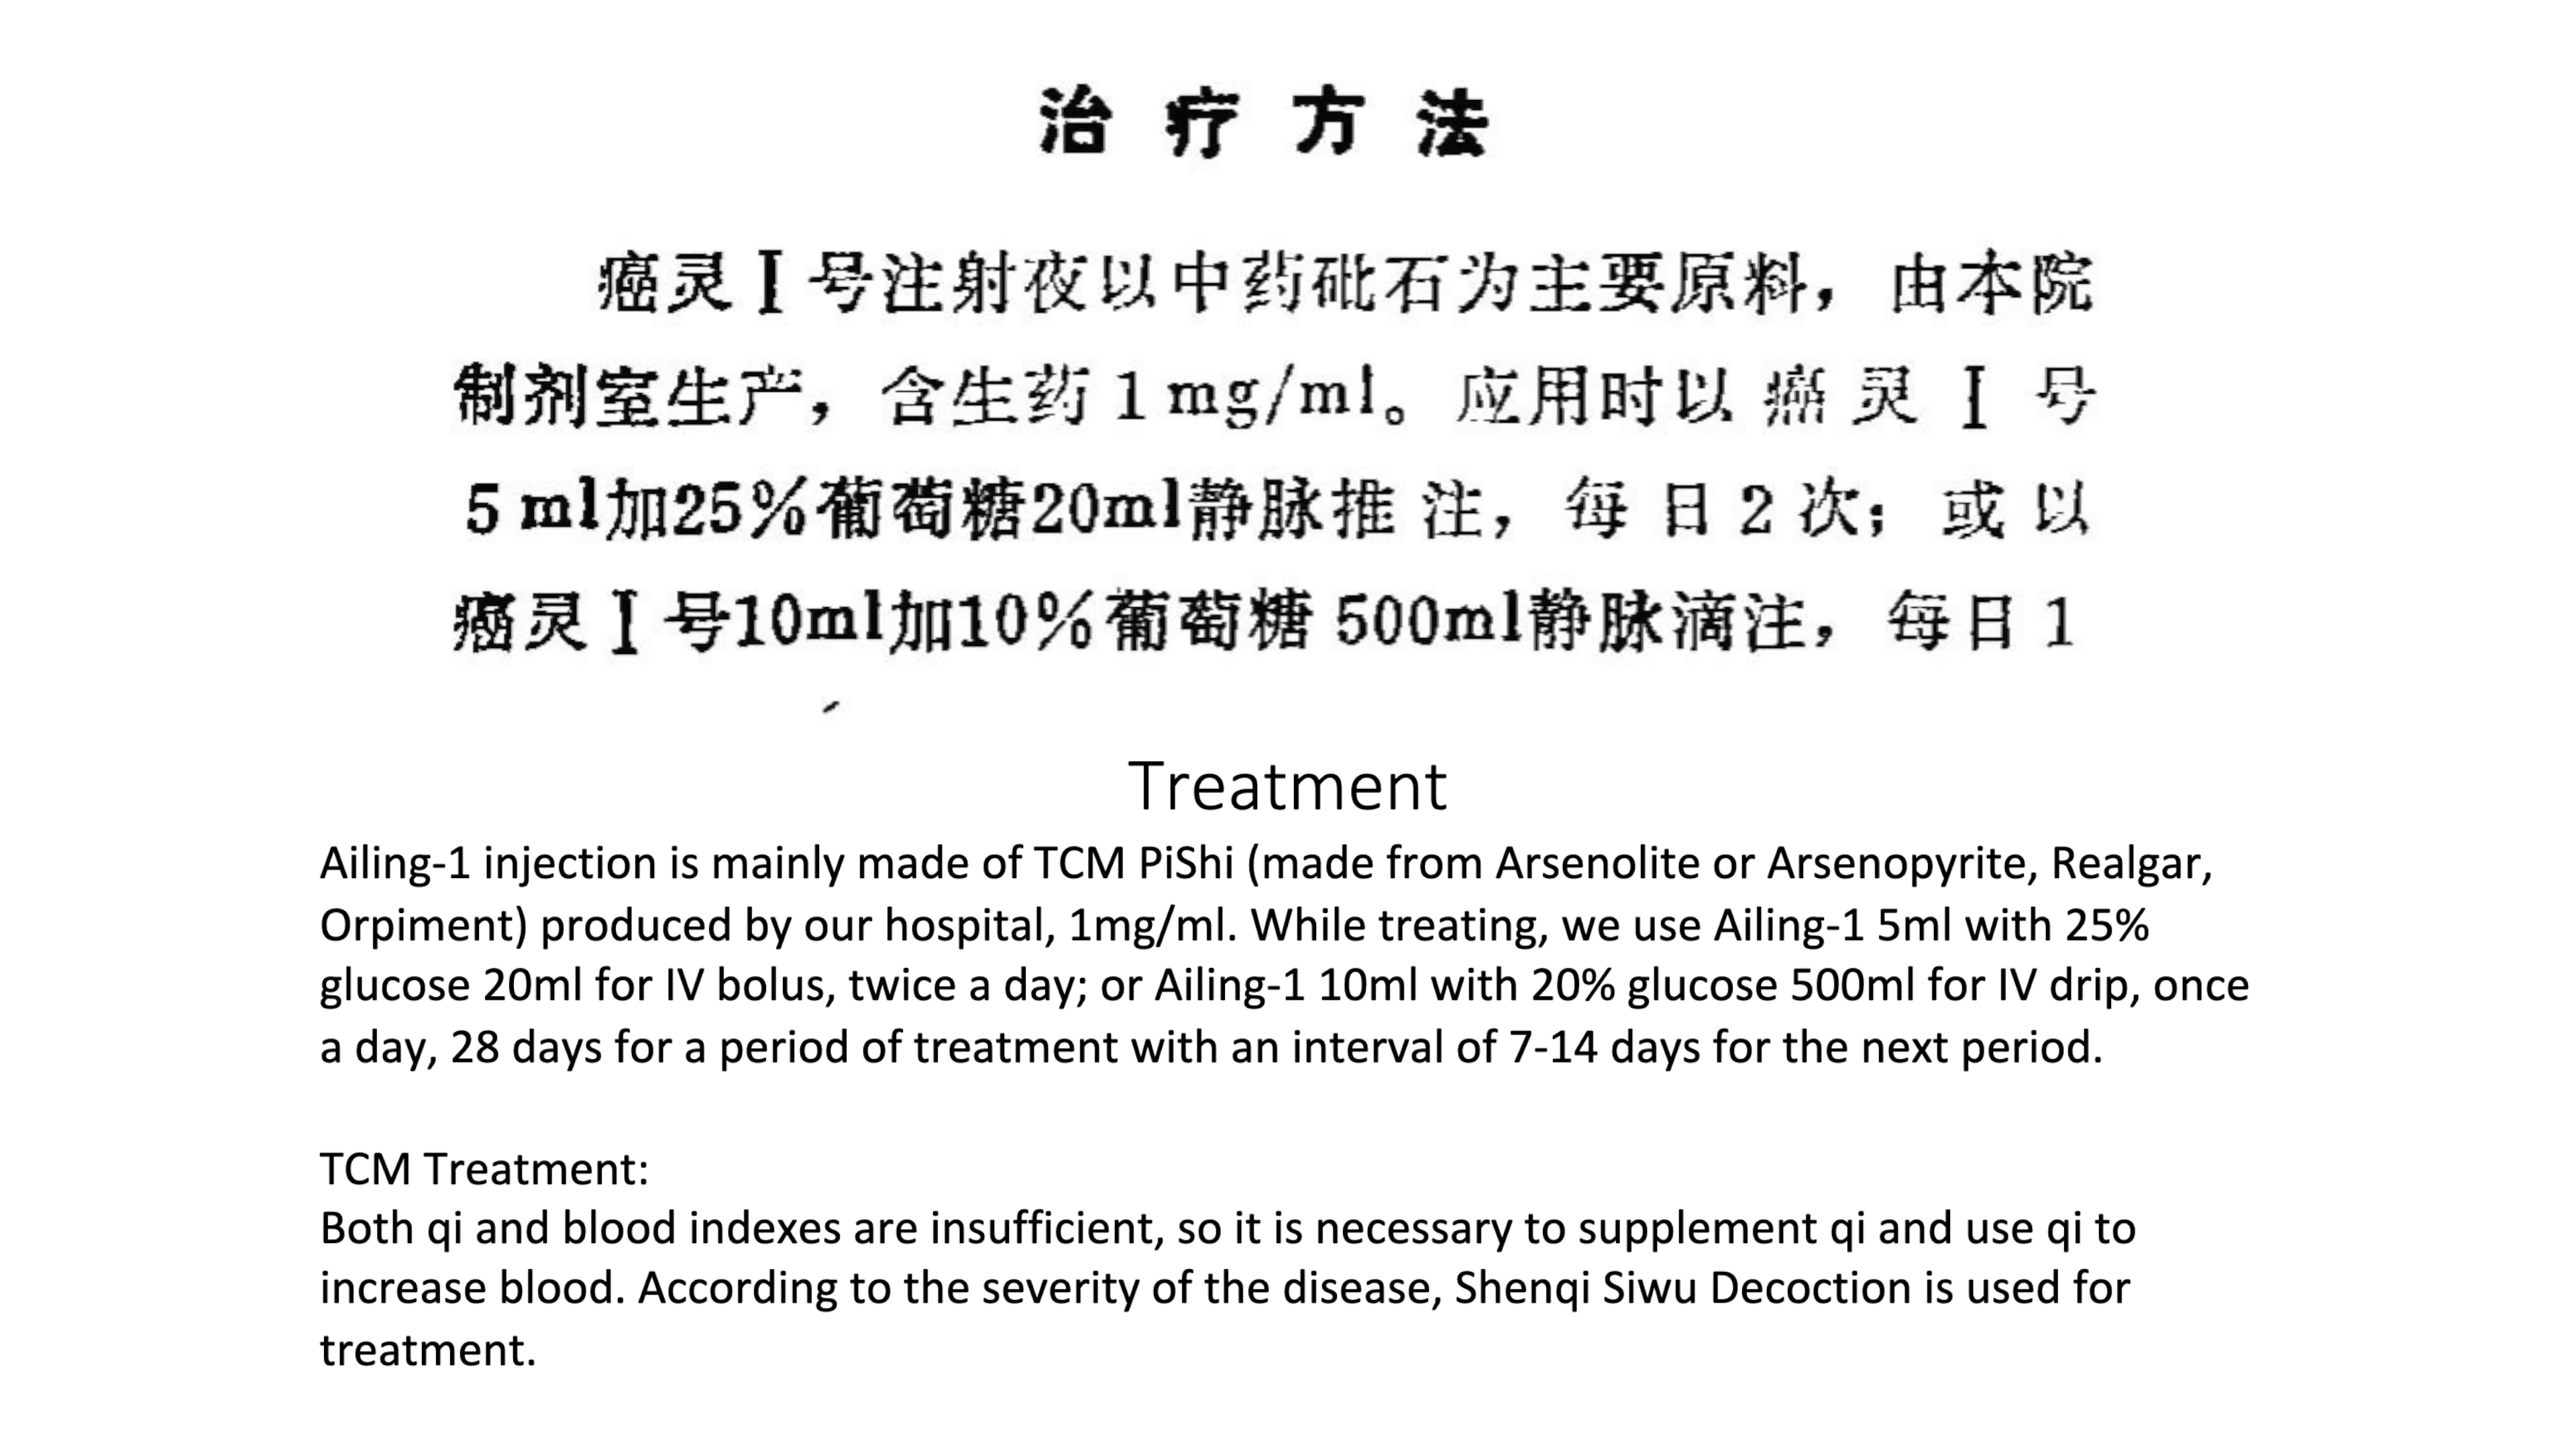 治疗方法
癌灵I号注射夜以中药砒石为主要原料，由本院
制剂室生产，含生药1mg/ml。应用时以癌灵I号
5ml加25%葡萄糖20ml静脉推注，每日2次；或以
癌灵I号10ml加10%葡萄糖500ml静脉滴注，每日1
Treatment
Ailing-1 injection is mainly made of TCM PiShi (made from Arsenolite or Arsenopyrite, Realgar,
Orpiment) produced by our hospital, 1mg/ml. While treating, we use Ailing-1 5ml with 25%
glucose 20ml for IV bolus, twice a day; or Ailing-1 10ml with 20% glucose 500ml for IV drip, once
a day, 28 days for a period of treatment with an interval of 7-14 days for the next period.
TCM Treatment:
Both qi and blood indexes are insufficient, so it is necessary to supplement qi and use qi to
increase blood. According to the severity of the disease, Shenqi Siwu Decoction is used for
treatment.